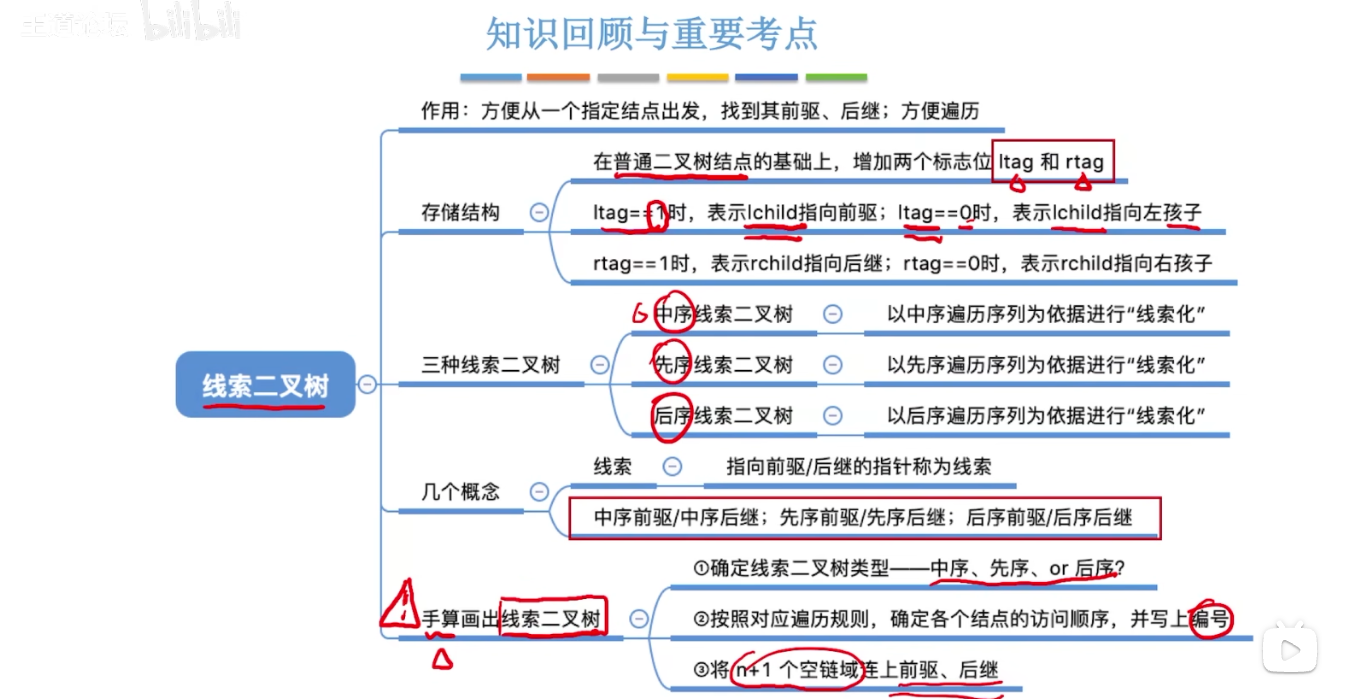 bilibili
知识回顾与重要考点
作用：方便从一个指定结点出发，找到其前驱、后继；方便遍历
在普通二叉树结点的基础上，增加两个标志位 ltag 和 rtag
存储结构
ltag==1时，表示lchild指向前驱；ltag==0时，表示lchild指向左孩子
rtag==1时，表示rchild指向后继；rtag==0时，表示rchild指向右孩子
中序线索二叉树 以中序遍历序列为依据进行“线索化”
三种线索二叉树
先序线索二叉树 以先序遍历序列为依据进行“线索化”
线索二叉树
后序线索二叉树 以后序遍历序列为依据进行“线索化”
线索 指向前驱/后继的指针称为线索
几个概念
中序前驱/中序后继；先序前驱/先序后继；后序前驱/后序后继
①确定线索二叉树类型——中序、先序、or 后序？
手算画出线索二叉树
②按照对应遍历规则，确定各个结点的访问顺序，并写上编号
③将 n+1 个空链域连上前驱、后继